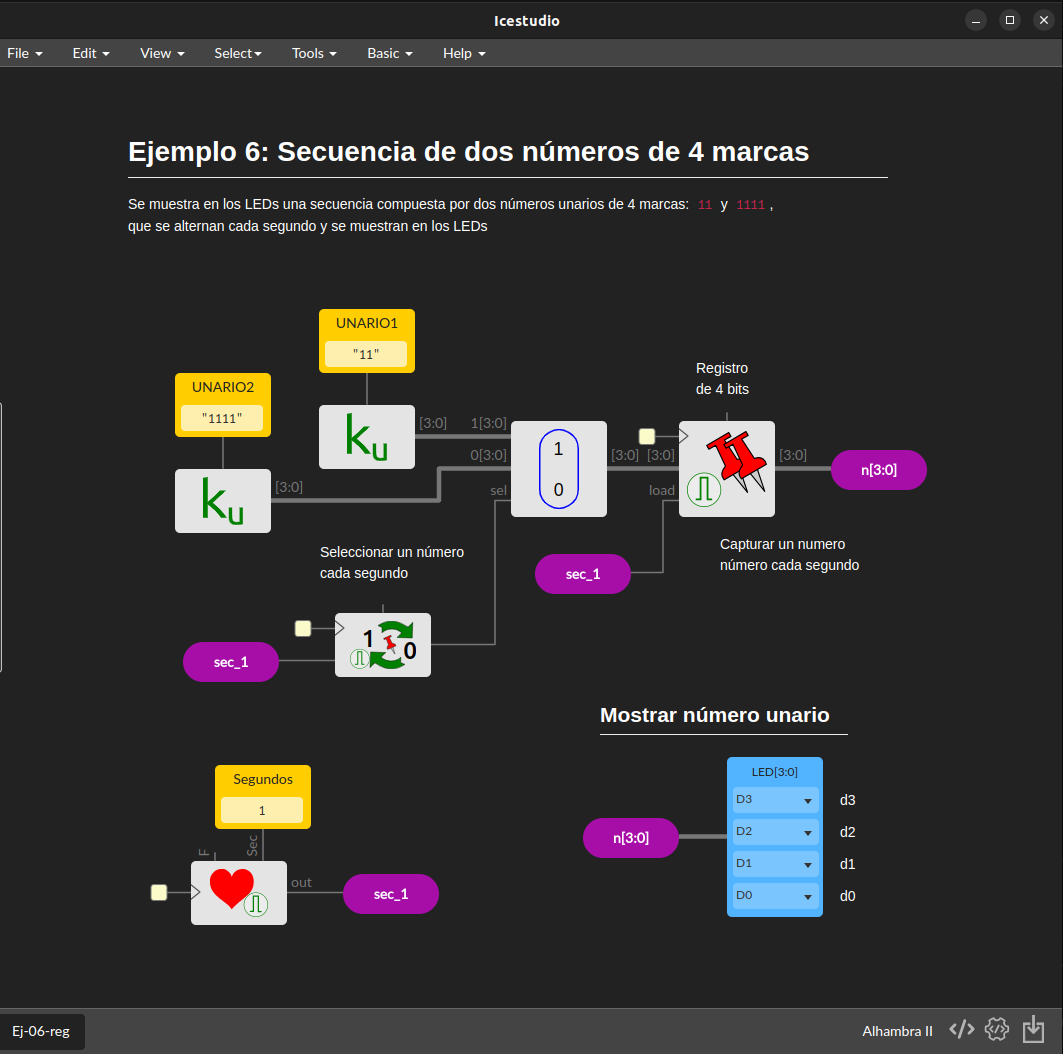 Icestudio
File Edit View Select Tools Basic Help
Ejemplo 6: Secuencia de dos números de 4 marcas
Se muestra en los LEDs una secuencia compuesta por dos números unarios de 4 marcas: 11 y 1111 ,
que se alternan cada segundo y se muestran en los LEDs
UNARIO1
"11"
UNARIO2
"1111"
ku
[3:0]
ku
[3:0]
1[3:0]
0[3:0]
sel
1
0
[3:0]
Registro
de 4 bits
[3:0]
load
[3:0]
n[3:0]
sec_1
Capturar un numero
número cada segundo
Seleccionar un número
cada segundo
sec_1
1
0
Mostrar número unario
Segundos
1
F
Sec
out
sec_1
n[3:0]
LED[3:0]
D3 d3
D2 d2
D1 d1
D0 d0
Ej-06-reg
Alhambra II